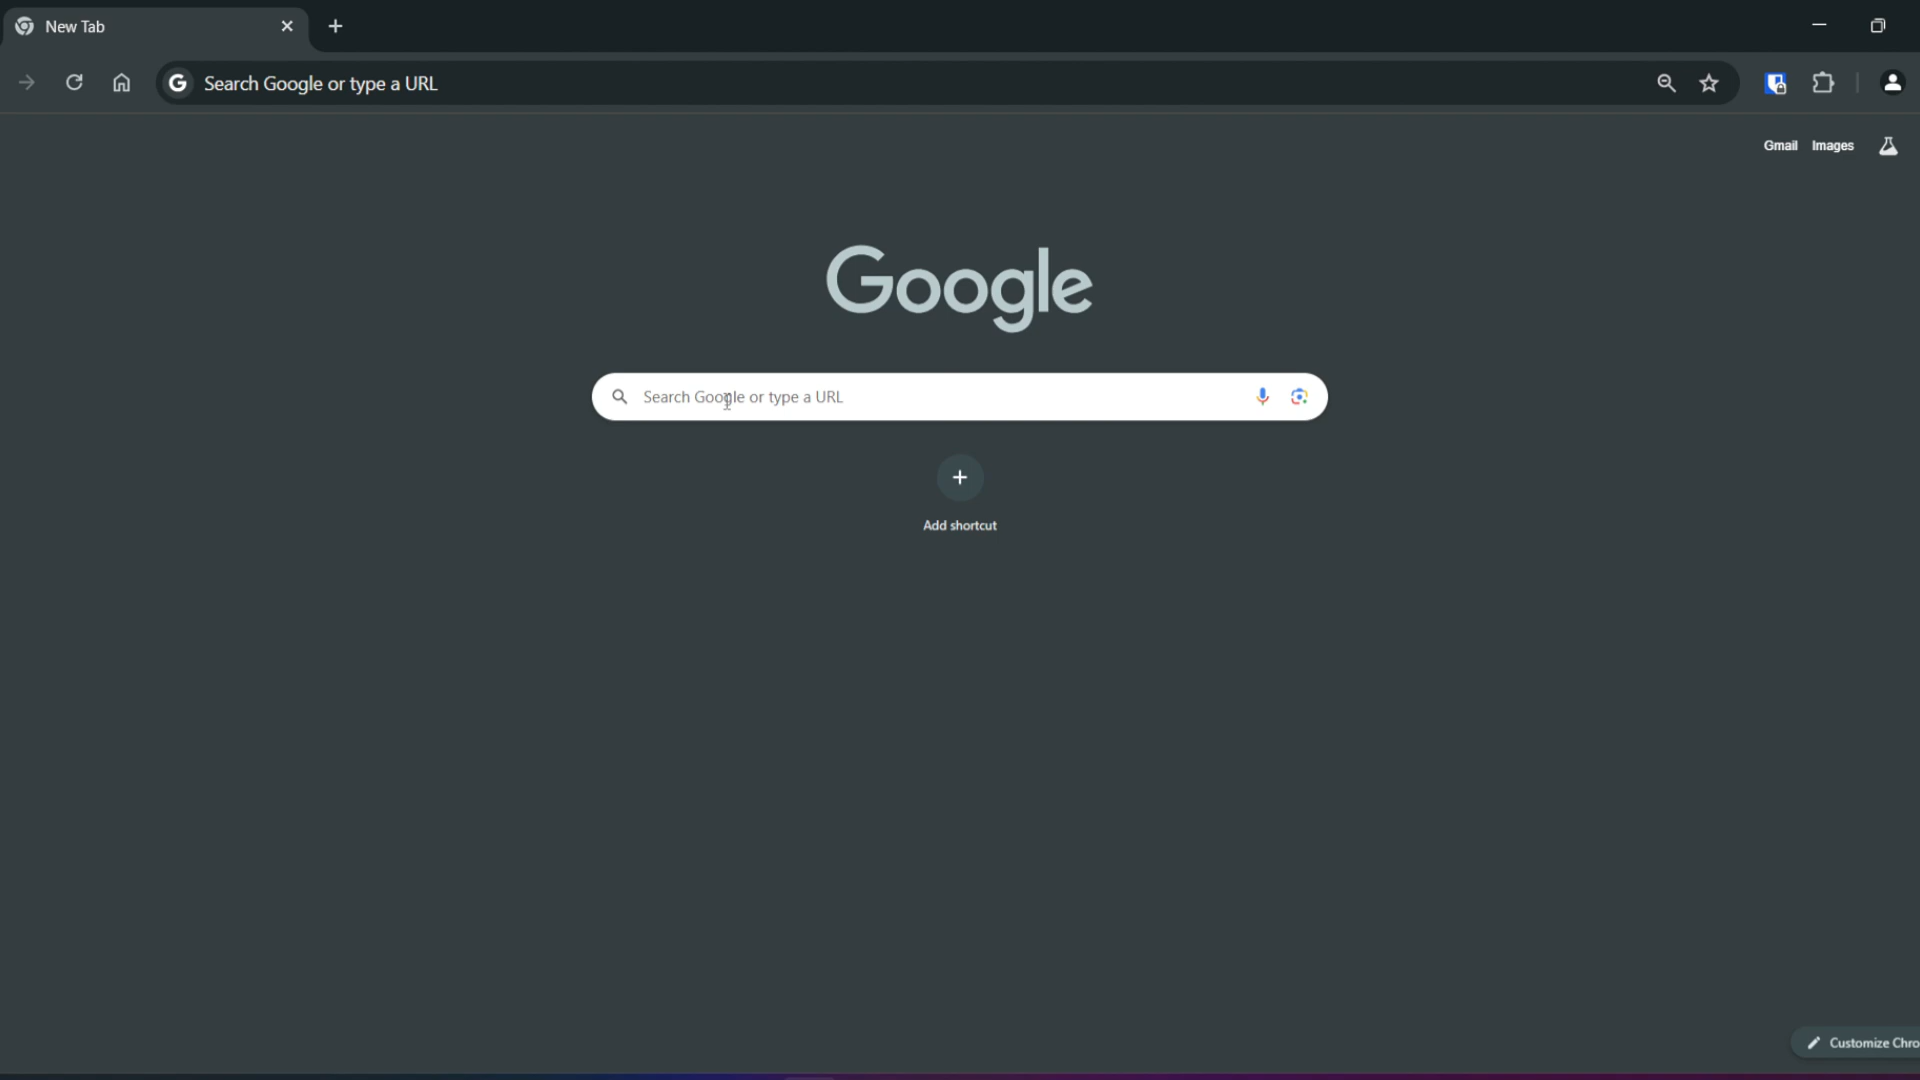 New Tab
Search Google or type a URL
Gmail Images
Google
Search Google or type a URL
Add shortcut
Customize Chro